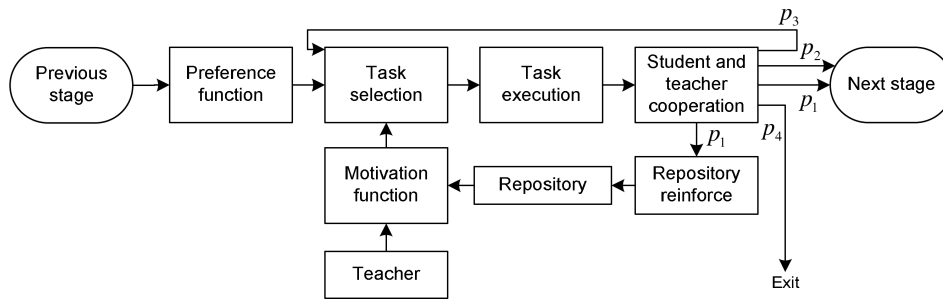 p3
Previous
stage
Preference
function
Task
selection
Task
execution
Student and
teacher
cooperation
p2
p1
Next stage
p1
p4
Motivation
function
Repository
Repository
reinforce
Teacher
Exit